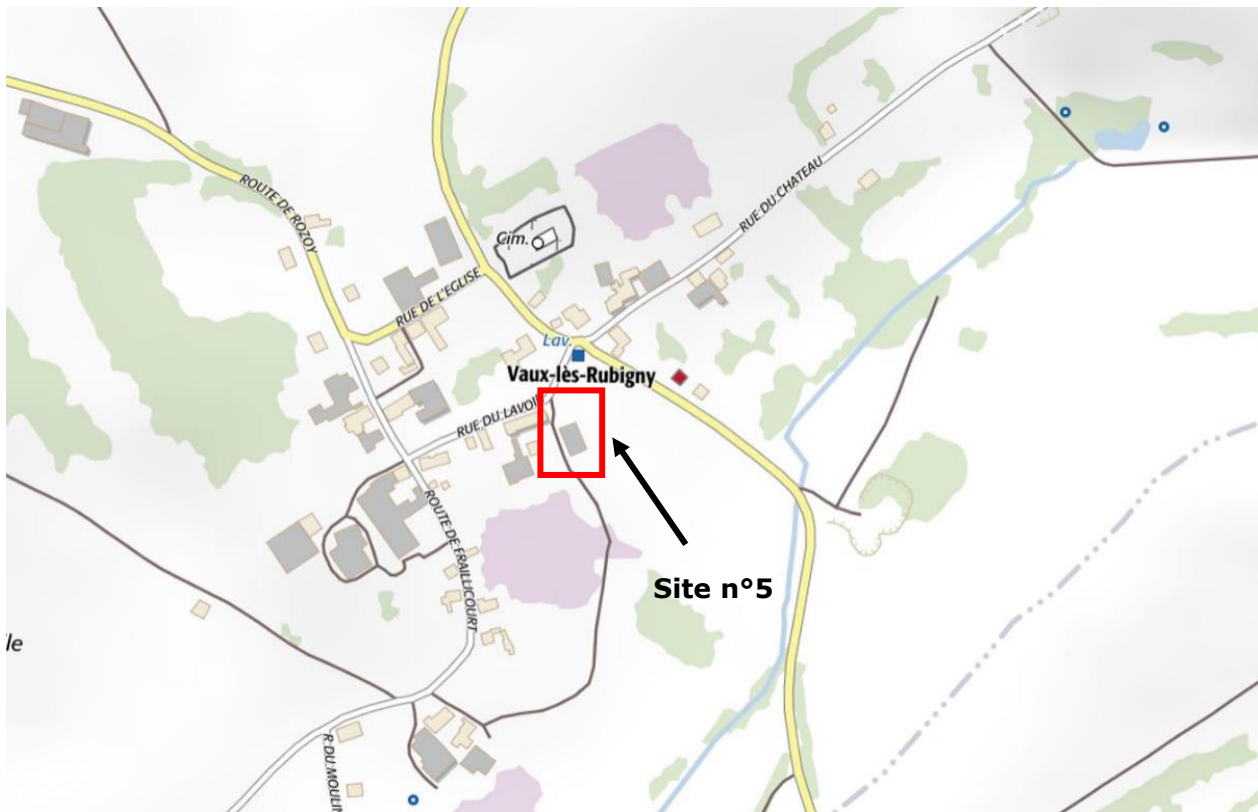 ROUTE DE ROZOY
RUE DU CHATEAU
Cim.
RUE DE L'EGLISE
Lav.
Vaux-lès-Rubigny
RUE DU LAVOIR
ROUTE DE FRAILLICOURT
Site n°5
le
R DU MOULIN